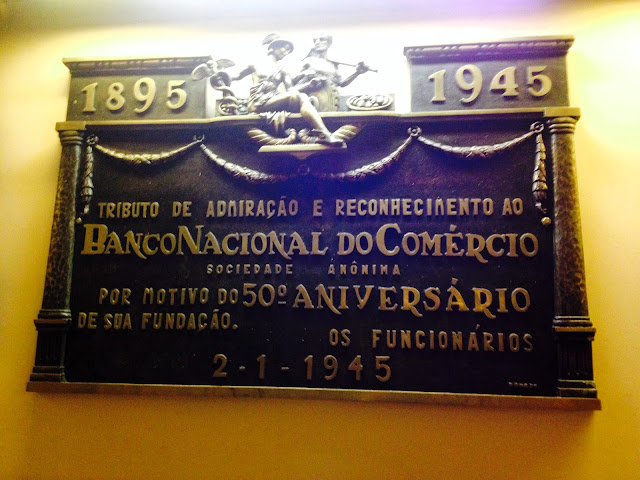 1895 1945
TRIBUTO DE ADMIRAÇÃO E RECONHECIMENTO AO
BANCO NACIONAL DO COMÉRCIO
SOCIEDADE ANÔNIMA
POR MOTIVO DO 50º ANIVERSÁRIO
DE SUA FUNDAÇÃO.
OS FUNCIONÁRIOS
2-1-1945